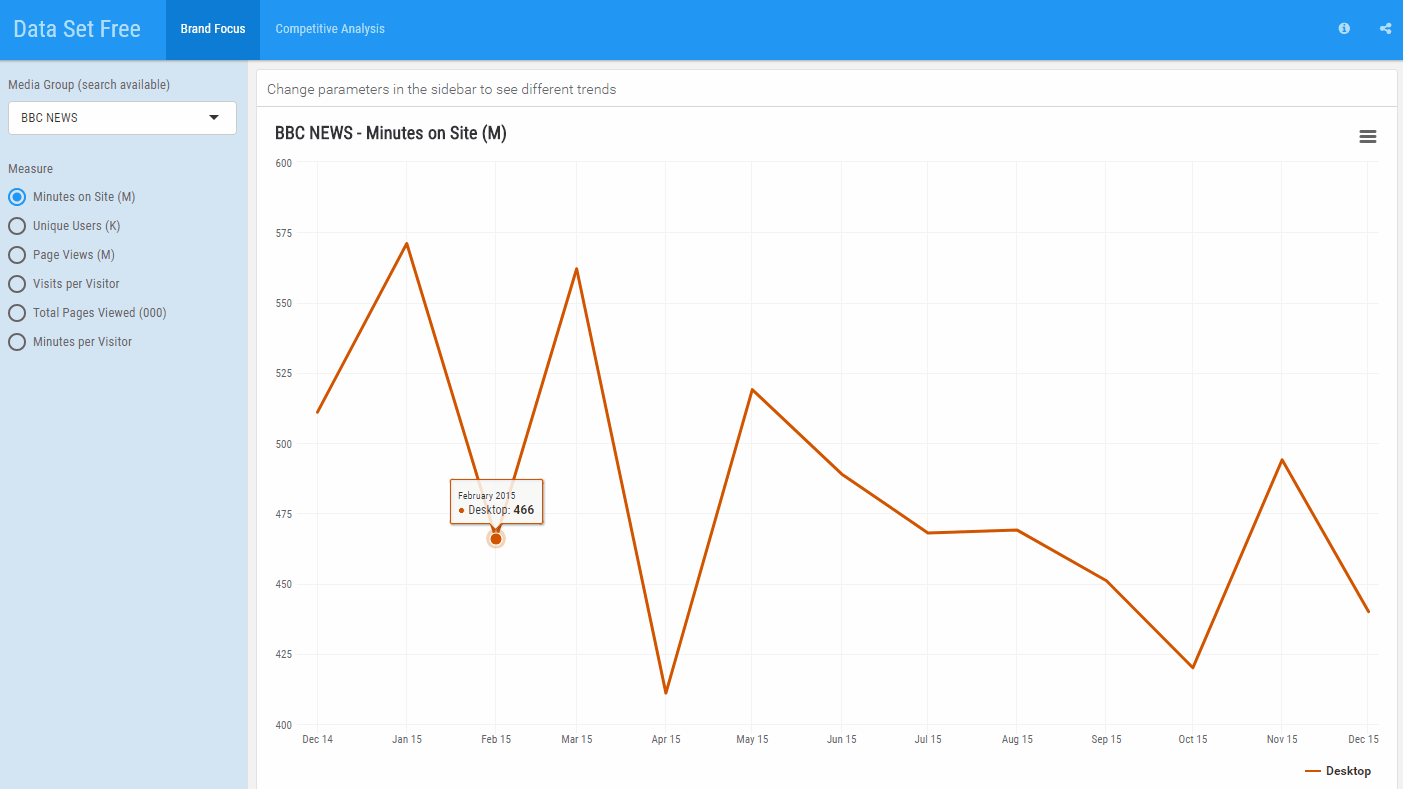 Data Set Free
Brand Focus
Competitive Analysis
Media Group (search available)
BBC NEWS
Measure
Minutes on Site (M)
Unique Users (K)
Page Views (M)
Visits per Visitor
Total Pages Viewed (000)
Minutes per Visitor
Change parameters in the sidebar to see different trends
BBC NEWS - Minutes on Site (M)
600
575
550
525
500
475
450
425
400
February 2015
Desktop: 466
Dec 14
Jan 15
Feb 15
Mar 15
Apr 15
May 15
Jun 15
Jul 15
Aug 15
Sep 15
Oct 15
Nov 15
Dec 15
Desktop